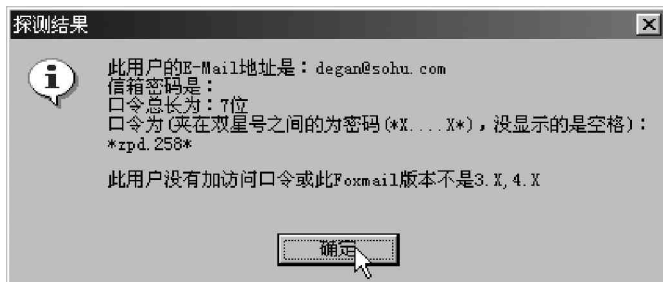 探测结果
此用户的E-Mail地址是：degan@sohu.com
信箱密码是：
口令总长为：7位
口令为(夹在双星号之间的为密码(*X....X*)，没显示的是空格)：
*zpd.258*
此用户没有加访问口令或此Foxmail版本不是3.X,4.X
确定